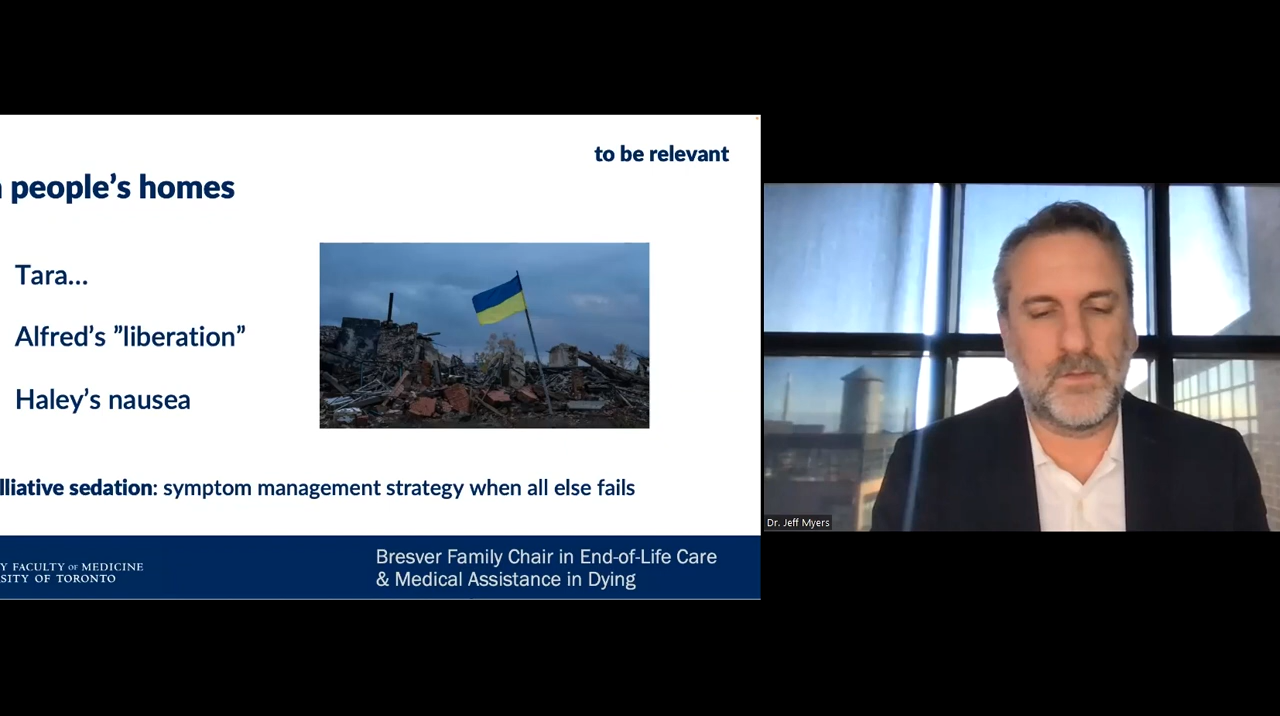 to be relevant
people's homes
Tara...
Alfred's ”liberation”
Haley's nausea
lliative sedation: symptom management strategy when all else fails
Y FACULTY OF MEDICINE
SITY OF TORONTO
Bresver Family Chair in End-of-Life Care
& Medical Assistance in Dying
Dr. Jeff Myers